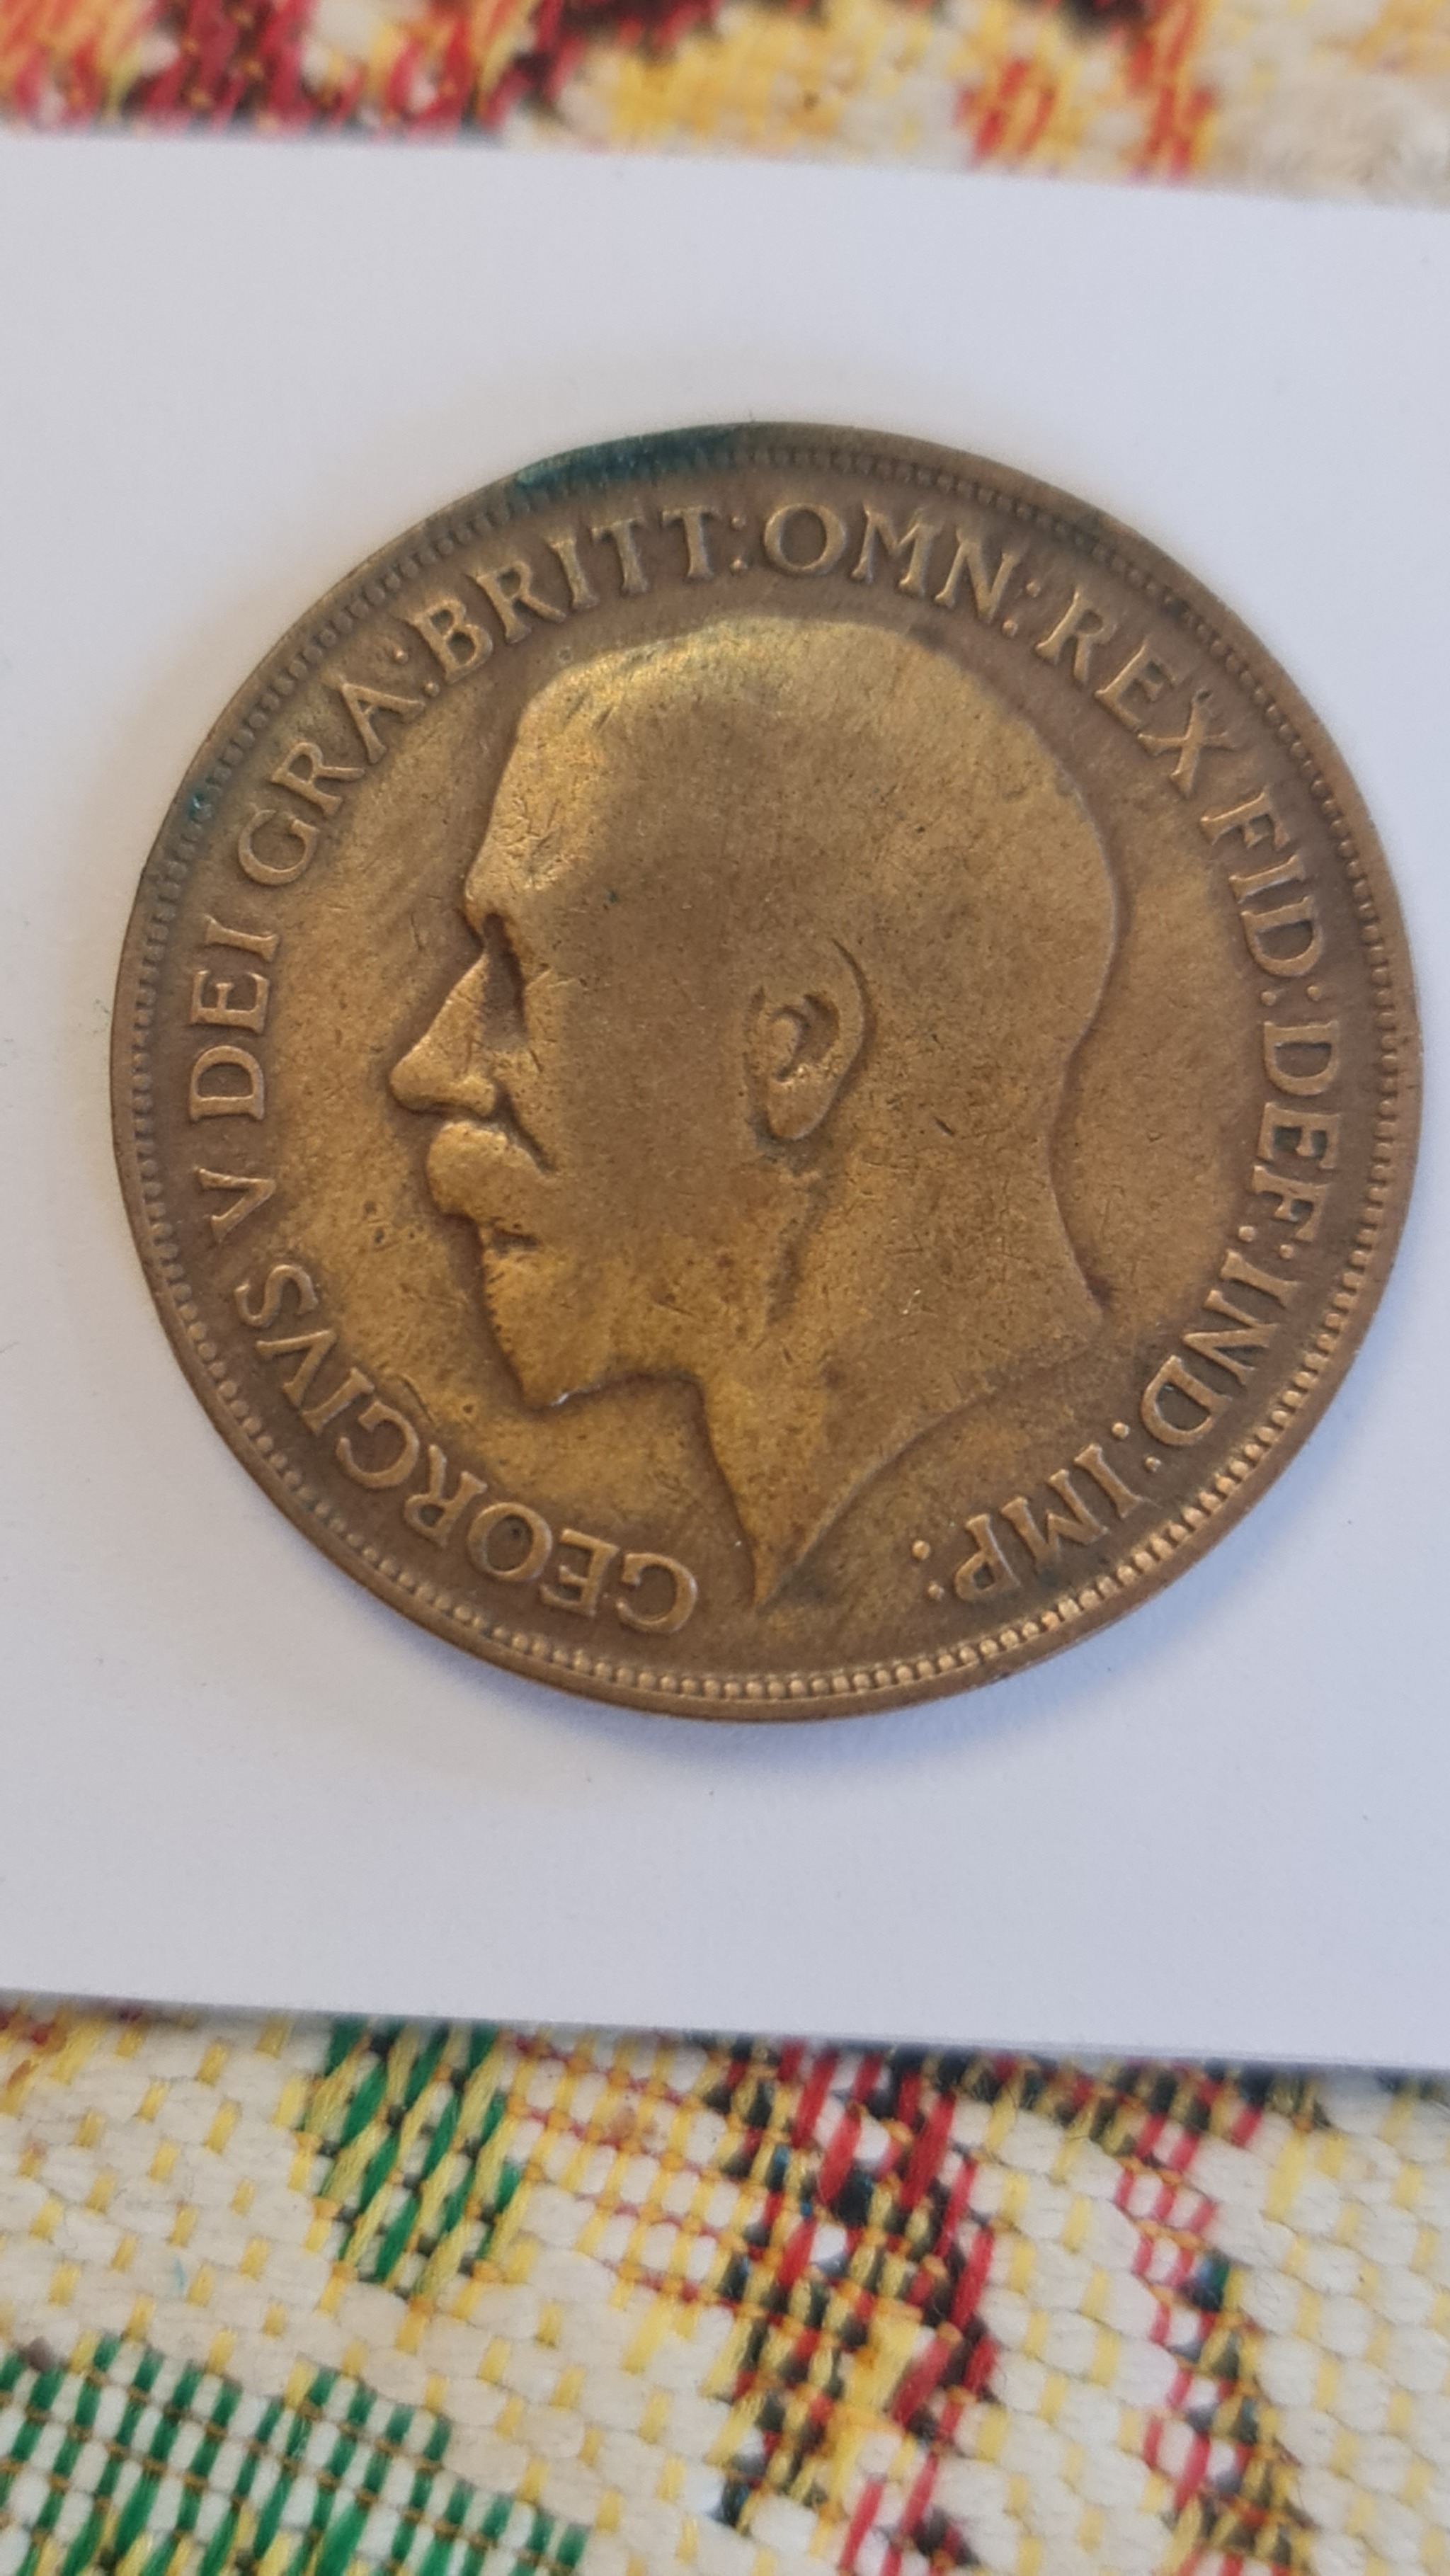 GEORGIVS V DEI GRA: BRITT: OMN: REX FID: DEF: IND: IMP: